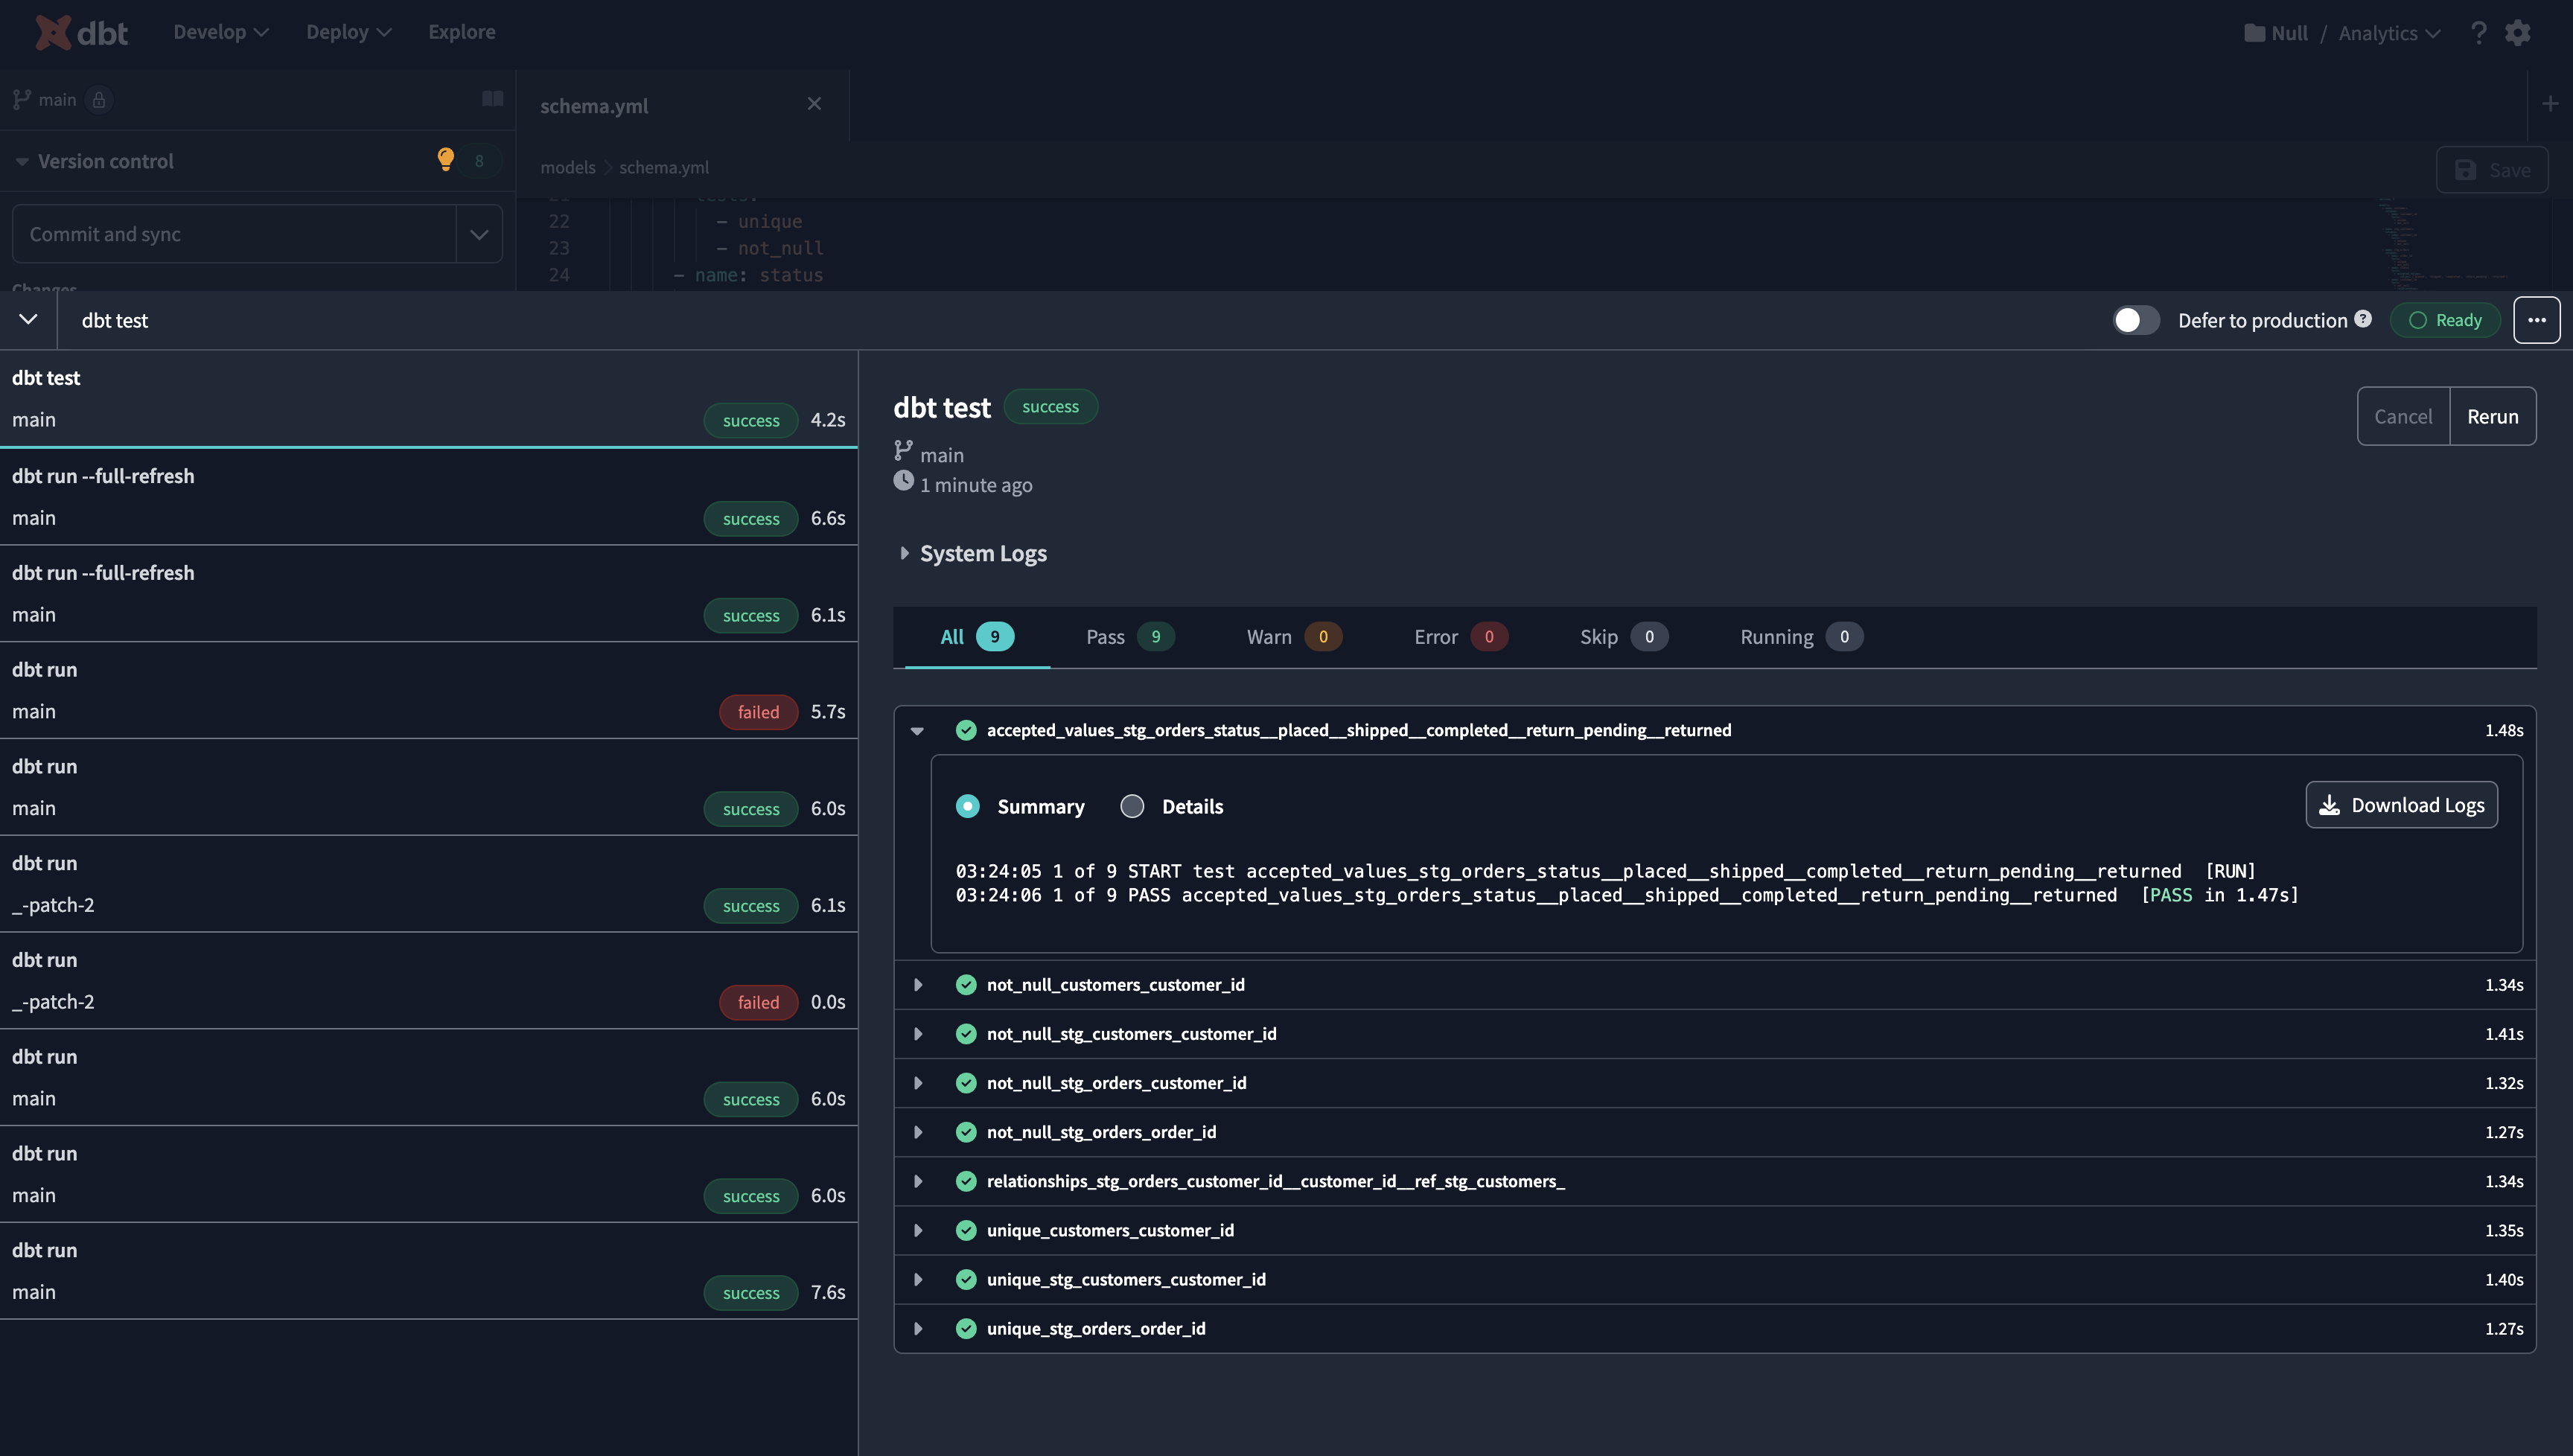 dbt Develop Deploy Explore Null / Analytics ?
main
schema.yml
Version control 8
models schema.yml Save
21 tests:
22 - unique
Commit and sync
23 - not_null
24 - name: status
Changes
dbt test Defer to production ? Ready ...
dbt test
main success 4.2s
dbt run --full-refresh
main success 6.6s
dbt run --full-refresh
main success 6.1s
dbt run
main failed 5.7s
dbt run
main success 6.0s
dbt run
_-patch-2 success 6.1s
dbt run
_-patch-2 failed 0.0s
dbt run
main success 6.0s
dbt run
main success 6.0s
dbt run
main success 7.6s
dbt test success
Cancel Rerun
main
1 minute ago
System Logs
All 9 Pass 9 Warn 0 Error 0 Skip 0 Running 0
accepted_values_stg_orders_status__placed__shipped__completed__return_pending__returned 1.48s
Summary Details Download Logs
03:24:05 1 of 9 START test accepted_values_stg_orders_status__placed__shipped__completed__return_pending__returned [RUN]
03:24:06 1 of 9 PASS accepted_values_stg_orders_status__placed__shipped__completed__return_pending__returned [PASS in 1.47s]
not_null_customers_customer_id 1.34s
not_null_stg_customers_customer_id 1.41s
not_null_stg_orders_customer_id 1.32s
not_null_stg_orders_order_id 1.27s
relationships_stg_orders_customer_id__customer_id__ref_stg_customers_ 1.34s
unique_customers_customer_id 1.35s
unique_stg_customers_customer_id 1.40s
unique_stg_orders_order_id 1.27s